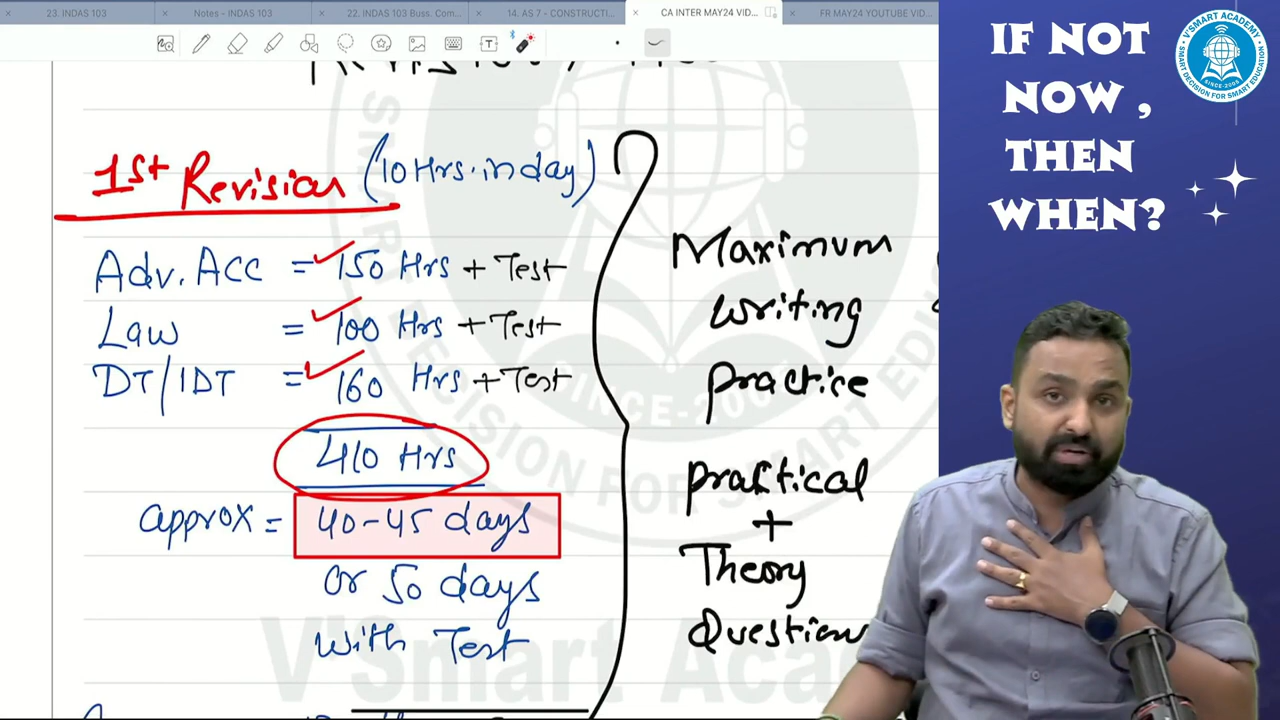 23. INDAS 103
Notes - INDAS 103
22. INDAS 103 Buss. Com...
14. AS 7 - CONSTRUCTI...
CA INTER MAY24 VID...
FR MAY24 YOUTUBE VID...
1st Revision (10 Hrs. in day)
Adv. Acc = 150 Hrs + Test
Law = 100 Hrs + Test
DT/IDT = 160 Hrs + Test
410 Hrs
approx = 40-45 days
or 50 days
with Test
Maximum
writing
practice
practical
+
Theory
Question
IF NOT
NOW ,
THEN
WHEN?
V'SMART ACADEMY
SMART DECISION FOR SMART EDUCATION
SINCE-2005
V'Smart Acad